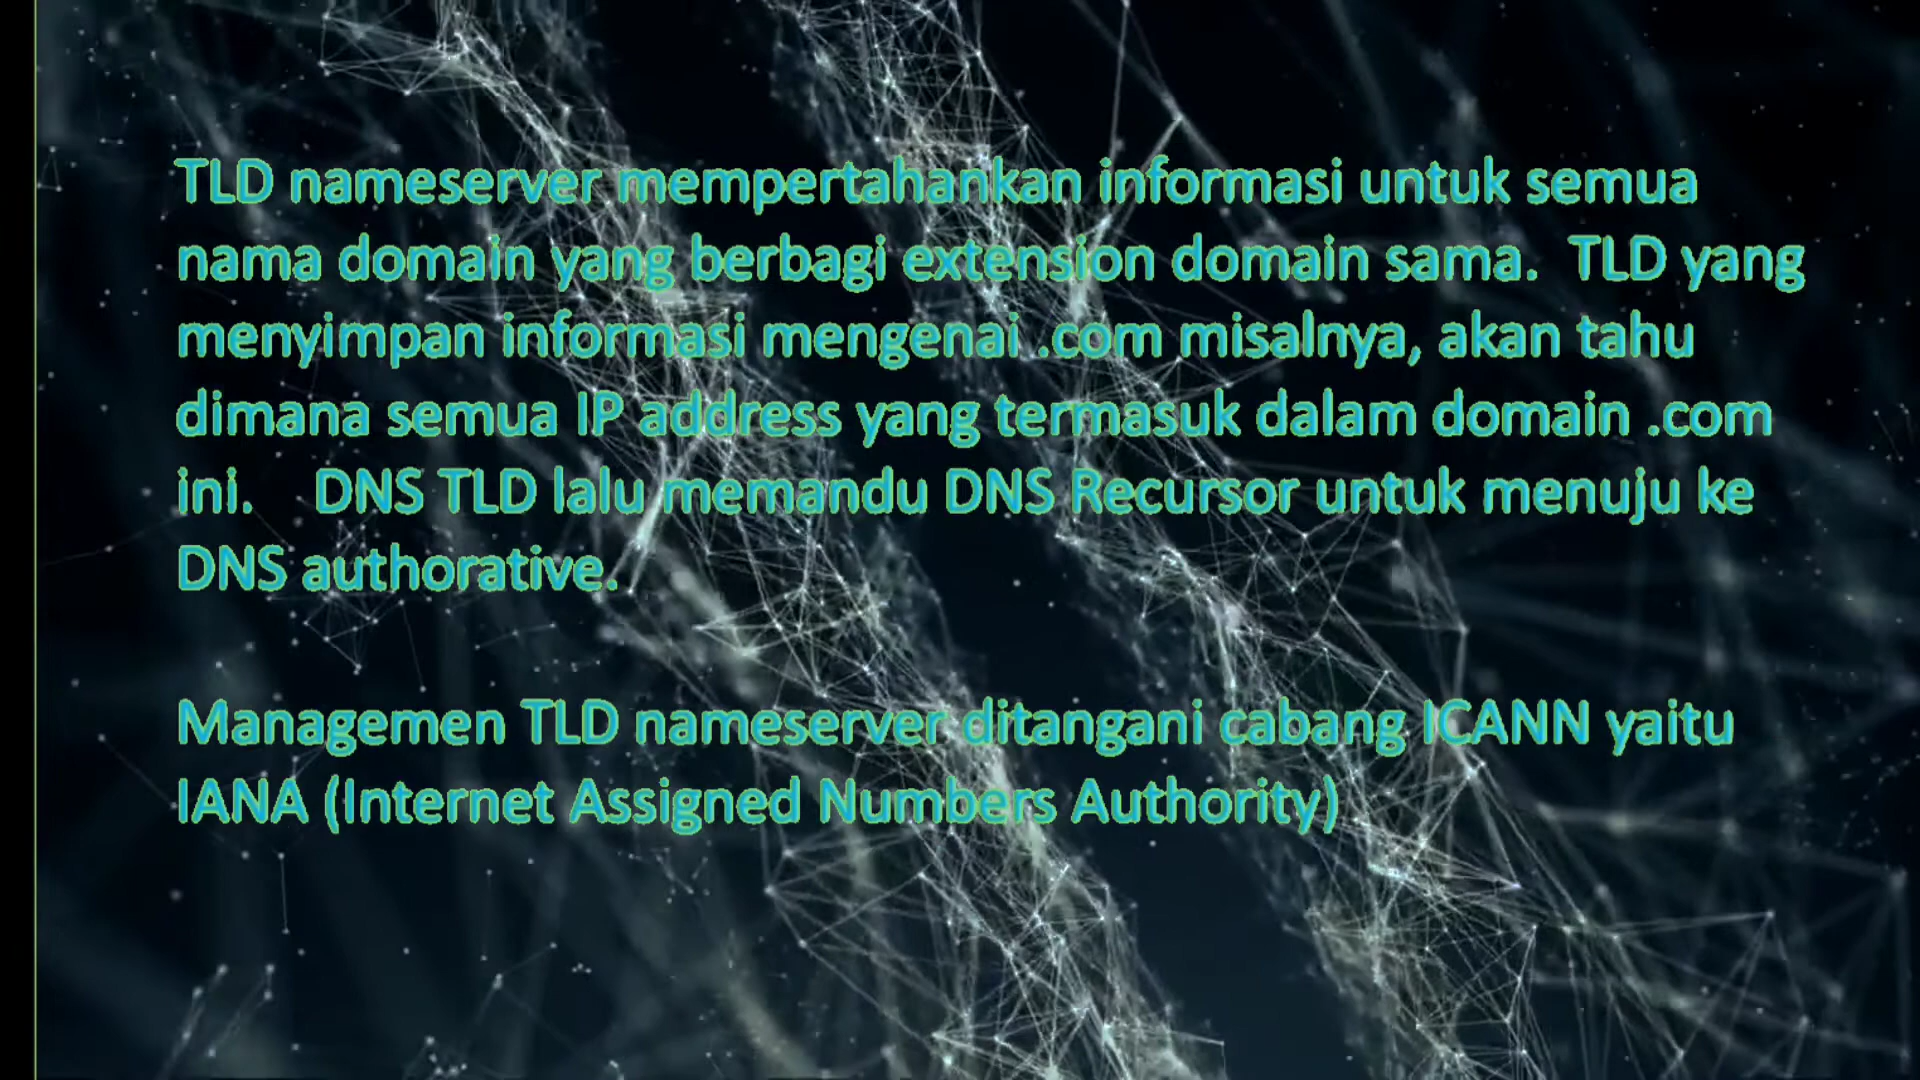 TLD nameserver mempertahankan informasi untuk semua
nama domain yang berbagi extension domain sama.  TLD yang
menyimpan informasi mengenai .com misalnya, akan tahu
dimana semua IP address yang termasuk dalam domain .com
ini.    DNS TLD lalu memandu DNS Recursor untuk menuju ke
DNS authorative.
Managemen TLD nameserver ditangani cabang ICANN yaitu
IANA (Internet Assigned Numbers Authority)